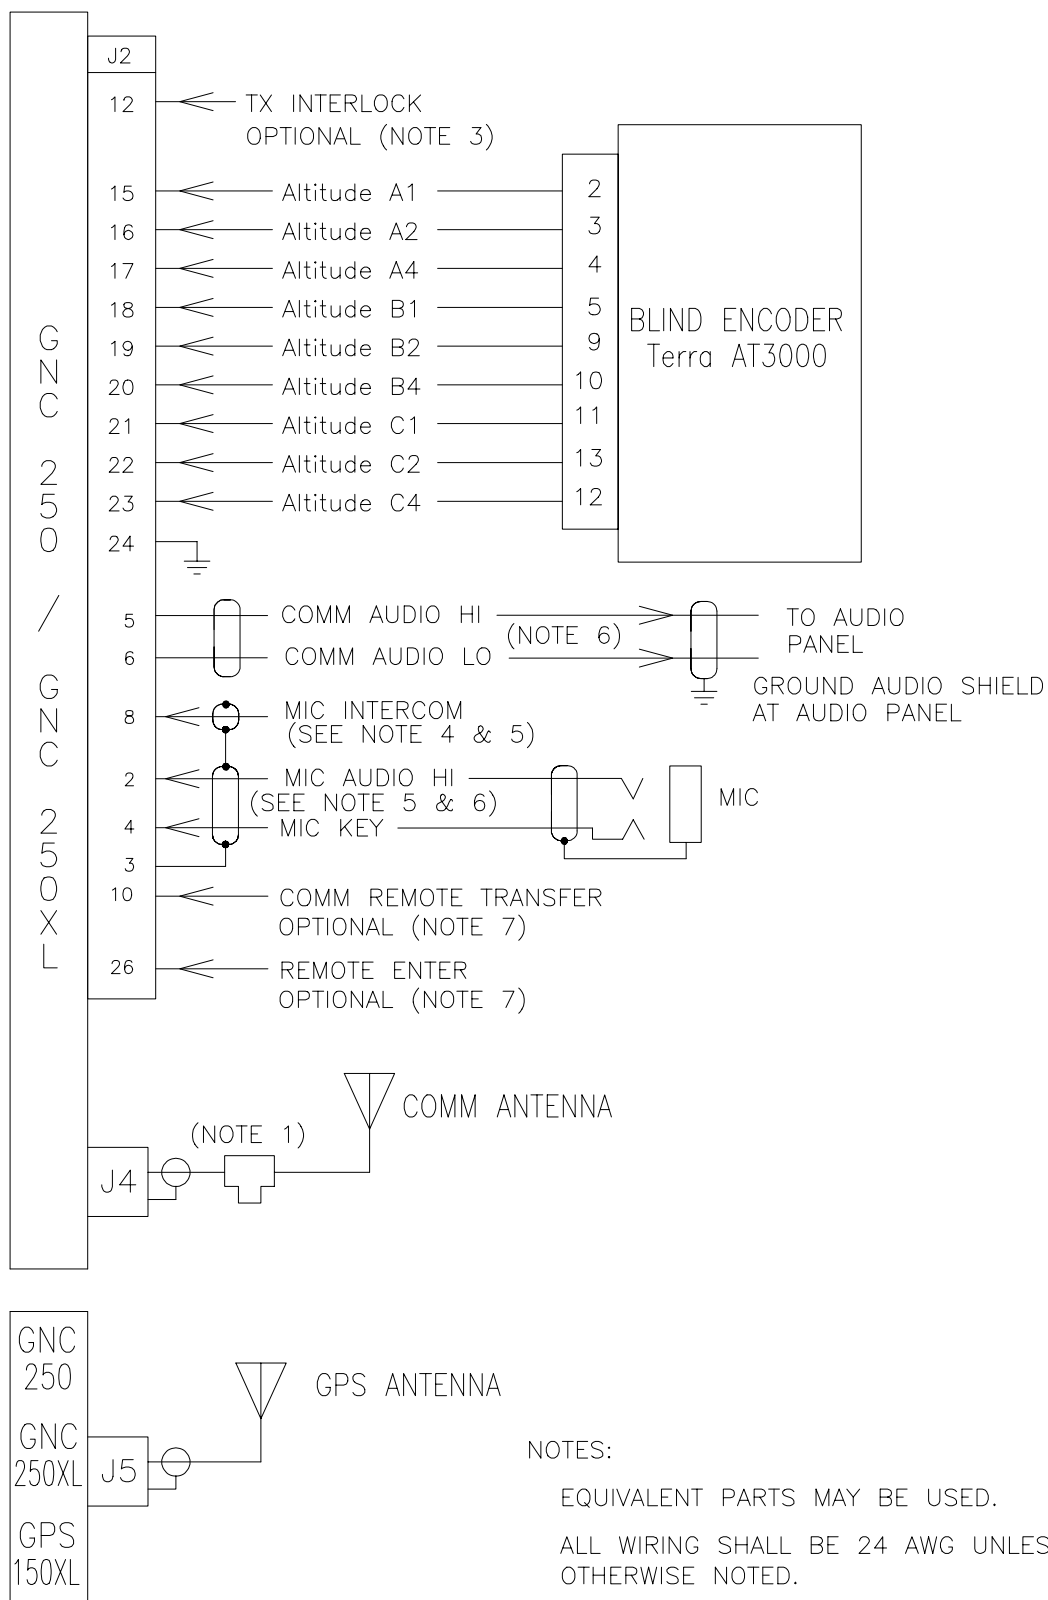 J2
12 TX INTERLOCK
OPTIONAL (NOTE 3)
15 Altitude A1 2
16 Altitude A2 3
17 Altitude A4 4
18 Altitude B1 5
19 Altitude B2 9
20 Altitude B4 10
21 Altitude C1 11
22 Altitude C2 13
23 Altitude C4 12
24
BLIND ENCODER
Terra AT3000
GNC 250 / GNC 250XL
5 COMM AUDIO HI
(NOTE 6)
6 COMM AUDIO LO
TO AUDIO
PANEL
GROUND AUDIO SHIELD
AT AUDIO PANEL
8 MIC INTERCOM
(SEE NOTE 4 & 5)
2 MIC AUDIO HI
(SEE NOTE 5 & 6)
4 MIC KEY
MIC
3
10 COMM REMOTE TRANSFER
OPTIONAL (NOTE 7)
26 REMOTE ENTER
OPTIONAL (NOTE 7)
COMM ANTENNA
(NOTE 1)
J4
GNC
250
GNC
250XL
GPS
150XL
J5
GPS ANTENNA
NOTES:
EQUIVALENT PARTS MAY BE USED.
ALL WIRING SHALL BE 24 AWG UNLES
OTHERWISE NOTED.